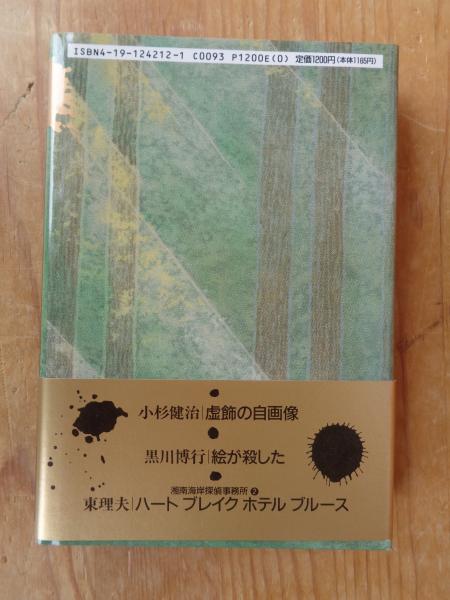 ISBN4-19-124212-1 C0093 P1200E(0) 定価1200円(本体1165円)
小杉健治|虚飾の自画像
黒川博行|絵が殺した
湘南海岸探偵事務所❷
東理夫|ハート ブレイク ホテル ブルース